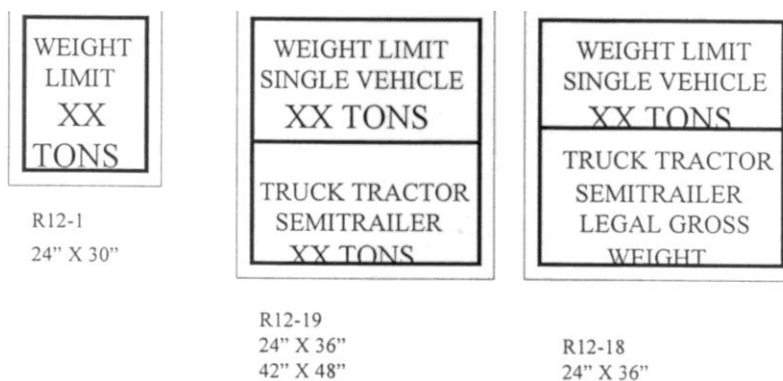 WEIGHT
LIMIT
XX
TONS
R12-1
24” X 30”
WEIGHT LIMIT
SINGLE VEHICLE
XX TONS
TRUCK TRACTOR
SEMITRAILER
XX TONS
R12-19
24” X 36”
42” X 48”
WEIGHT LIMIT
SINGLE VEHICLE
XX TONS
TRUCK TRACTOR
SEMITRAILER
LEGAL GROSS
WEIGHT
R12-18
24” X 36”